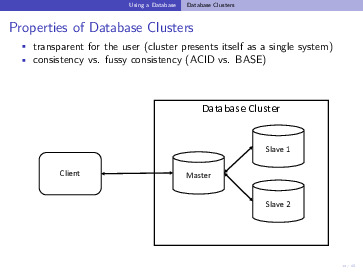 Using a Database Database Clusters
Properties of Database Clusters
transparent for the user (cluster presents itself as a single system)
consistency vs. fussy consistency (ACID vs. BASE)
Database Cluster
Slave 1
Client
Master
Slave 2